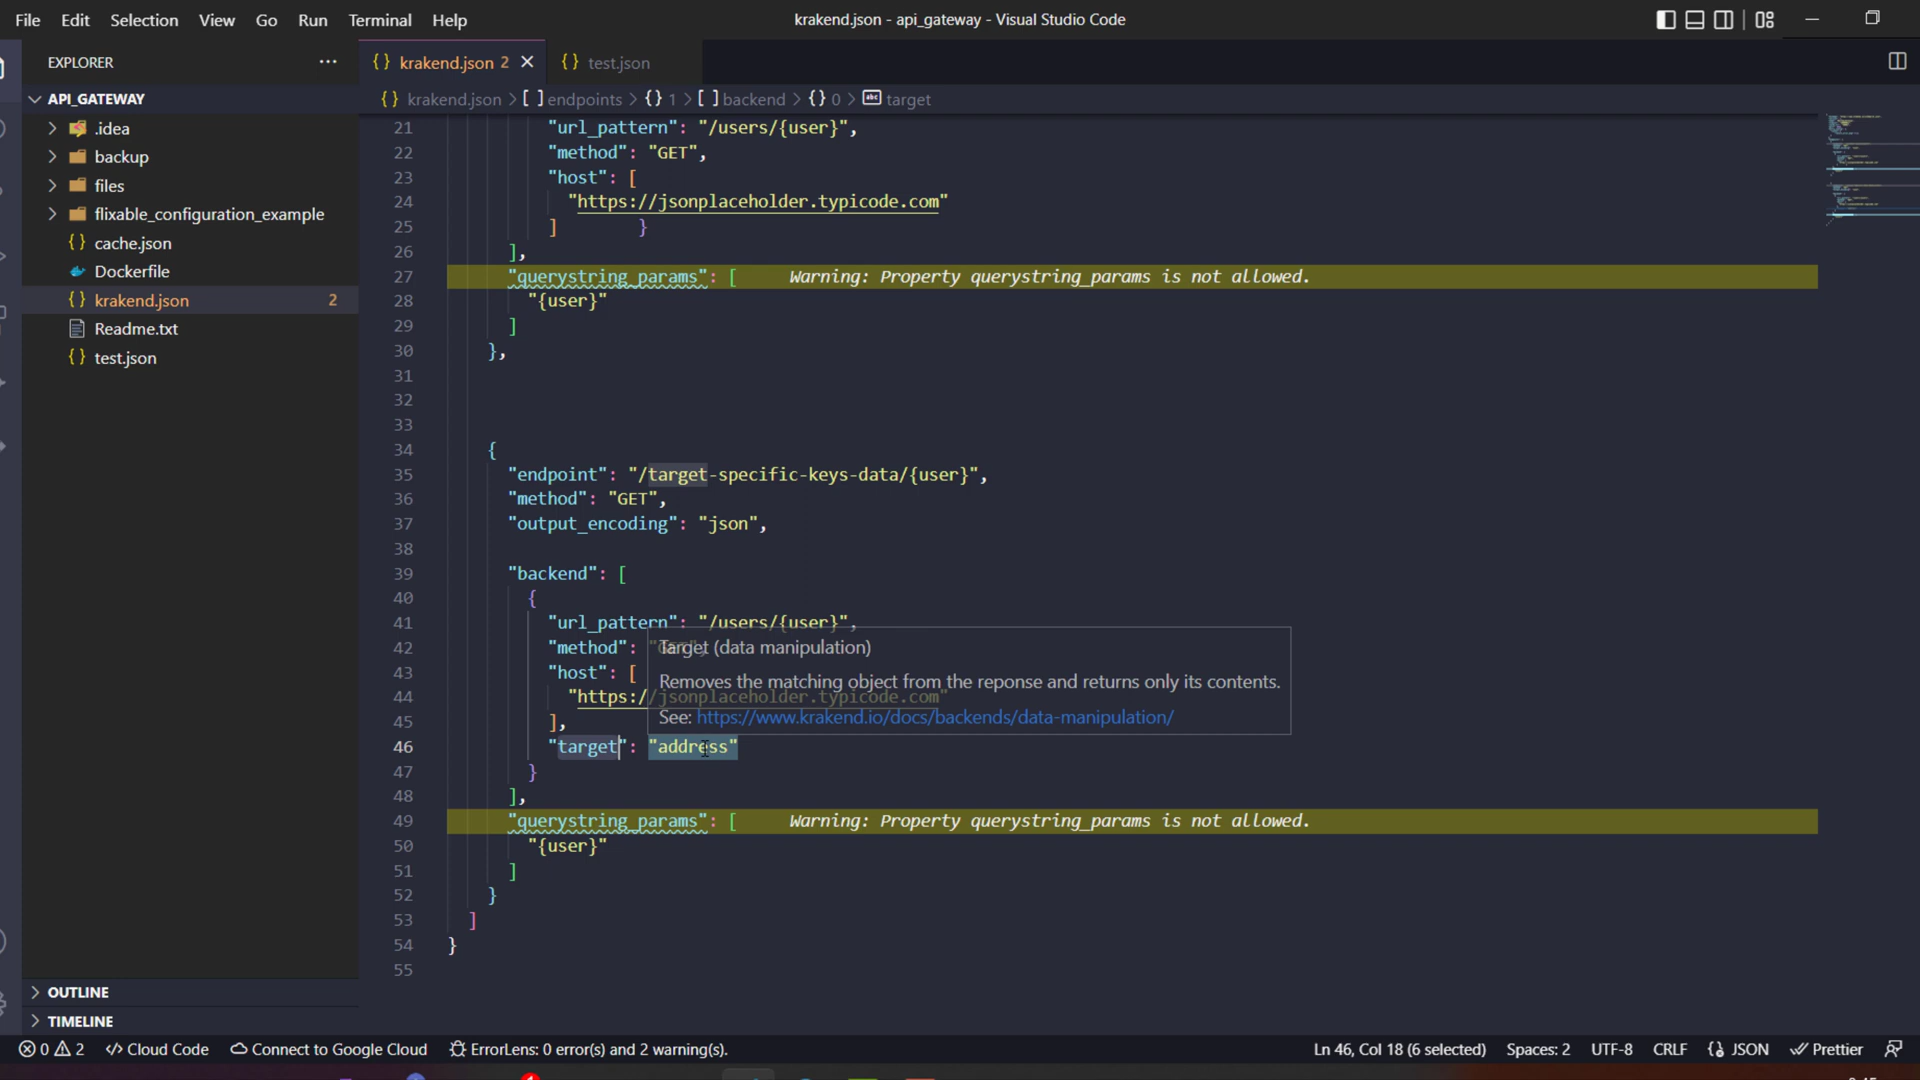 File Edit Selection View Go Run Terminal Help
krakend.json - api_gateway - Visual Studio Code
EXPLORER ···
krakend.json 2
test.json
API_GATEWAY
krakend.json > [ ] endpoints > {} 1 > [ ] backend > {} 0 > abc target
.idea
backup
files
flixable_configuration_example
cache.json
Dockerfile
krakend.json 2
Readme.txt
test.json
21 "url_pattern": "/users/{user}",
22 "method": "GET",
23 "host": [
24 "https://jsonplaceholder.typicode.com"
25 ] }
26 ],
27 "querystring_params": [ Warning: Property querystring_params is not allowed.
28 "{user}"
29 ]
30 },
31
32
33
34 {
35 "endpoint": "/target-specific-keys-data/{user}",
36 "method": "GET",
37 "output_encoding": "json",
38
39 "backend": [
40 {
41 "url_pattern": "/users/{user}",
42 "method":
Target (data manipulation)
43 "host": [
Removes the matching object from the reponse and returns only its contents.
44 "https://jsonplaceholder.typicode.com"
See: https://www.krakend.io/docs/backends/data-manipulation/
45 ],
46 "target": "address"
47 }
48 ],
49 "querystring_params": [ Warning: Property querystring_params is not allowed.
50 "{user}"
51 ]
52 }
53 ]
54 }
55
OUTLINE
TIMELINE
0 2 Cloud Code Connect to Google Cloud ErrorLens: 0 error(s) and 2 warning(s).
Ln 46, Col 18 (6 selected) Spaces: 2 UTF-8 CRLF {} JSON Prettier